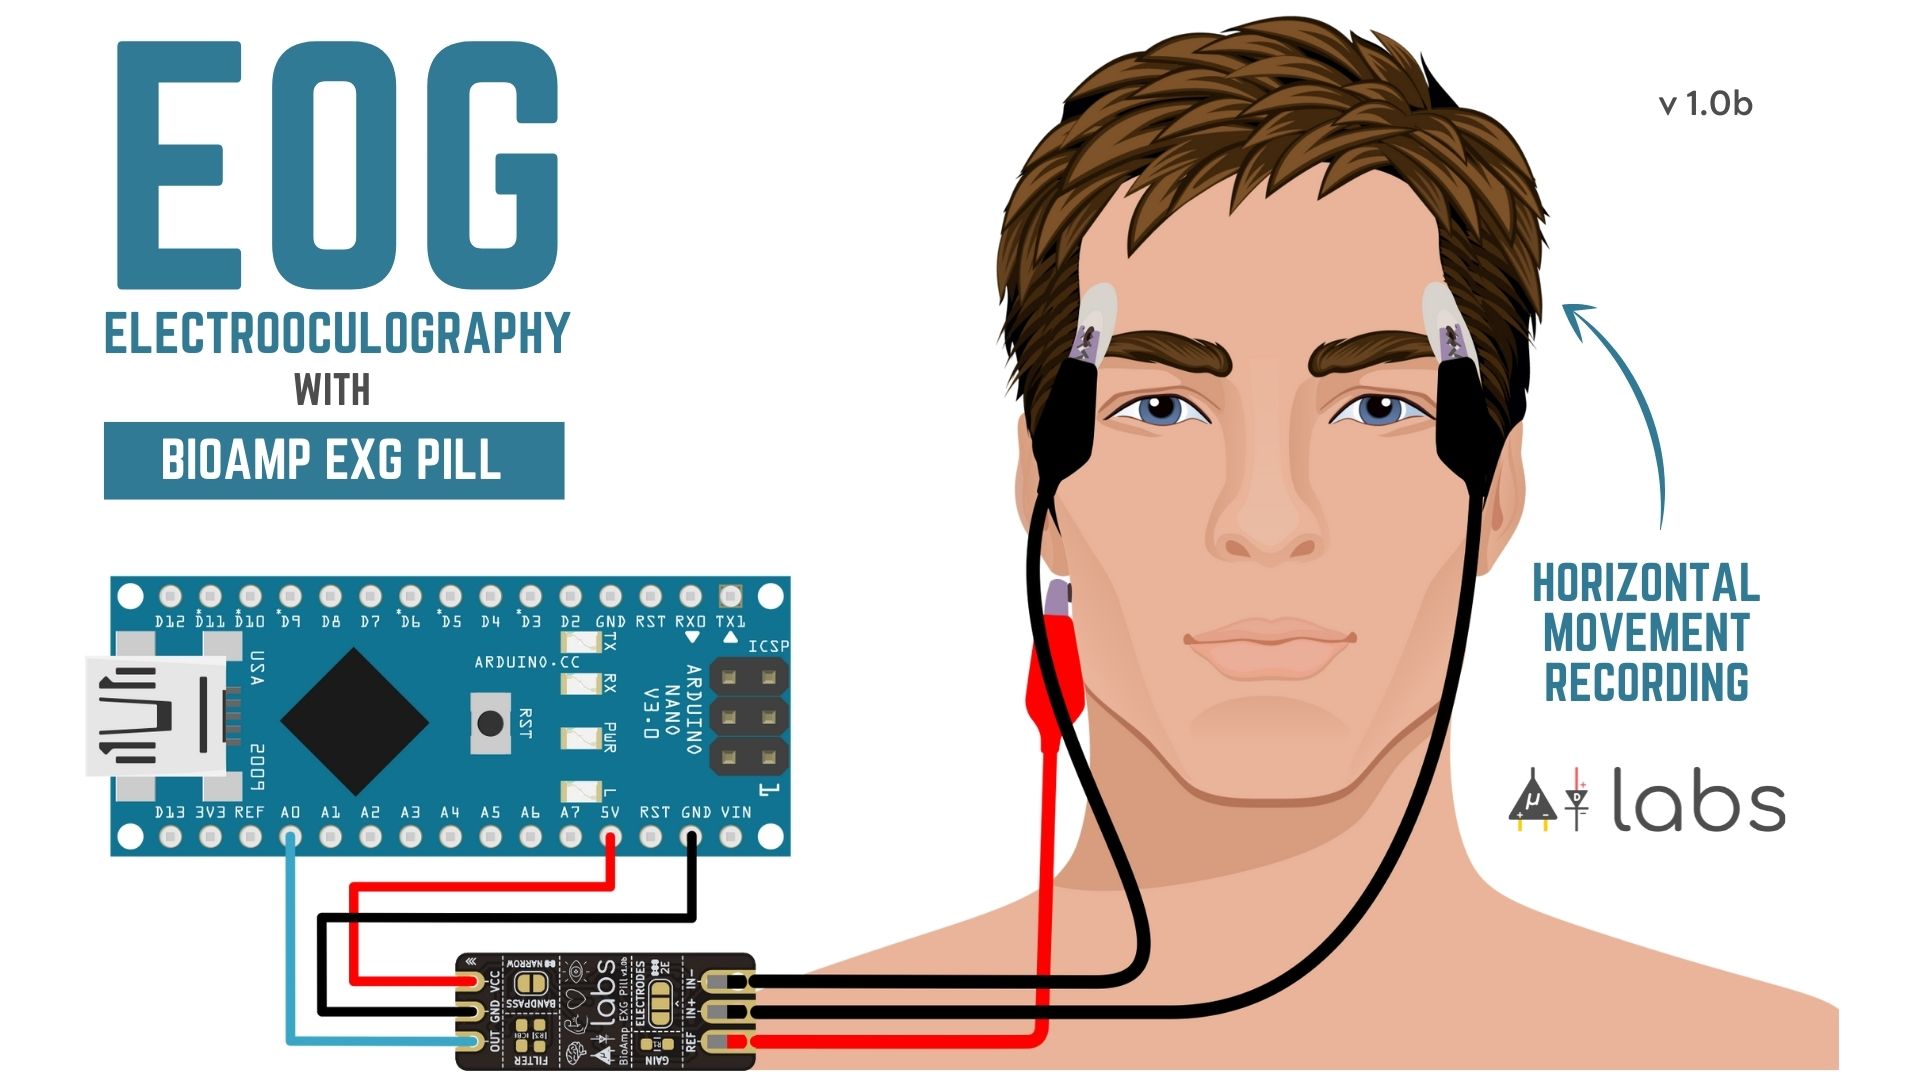 EOG
ELECTROOCULOGRAPHY
WITH
BIOAMP EXG PILL
v 1.0b
HORIZONTAL
MOVEMENT
RECORDING
μ labs
D12 *D11 *D10 *D9 D8 D7 *D6 *D5 D4 *D3 D2 GND RST RX0 TX1
ICSP
USA
ARDUINO.CC
TX
RX
PWR
L
RST
ARDUINO
NANO
V3.0
2009
1
D13 3V3 REF A0 A1 A2 A3 A4 A5 A6 A7 5V RST GND VIN
VCC
GND
OUT
NARROW
BANDPASS
FILTER
labs
BioAmp EXG Pill v1.0b
ELECTRODES
2E
GAIN
IN-
IN+
REF